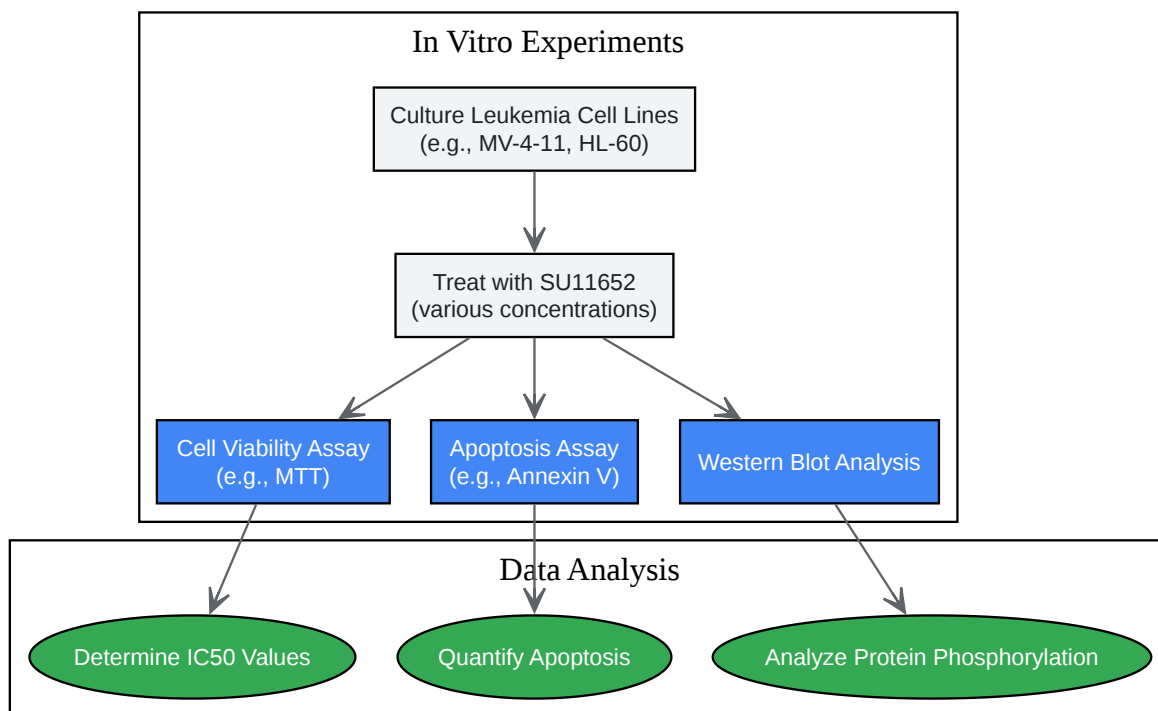 In Vitro Experiments
Culture Leukemia Cell Lines
(e.g., MV-4-11, HL-60)
Treat with SU11652
(various concentrations)
Cell Viability Assay
(e.g., MTT)
Apoptosis Assay
(e.g., Annexin V)
Western Blot Analysis
Data Analysis
Determine IC50 Values
Quantify Apoptosis
Analyze Protein Phosphorylation